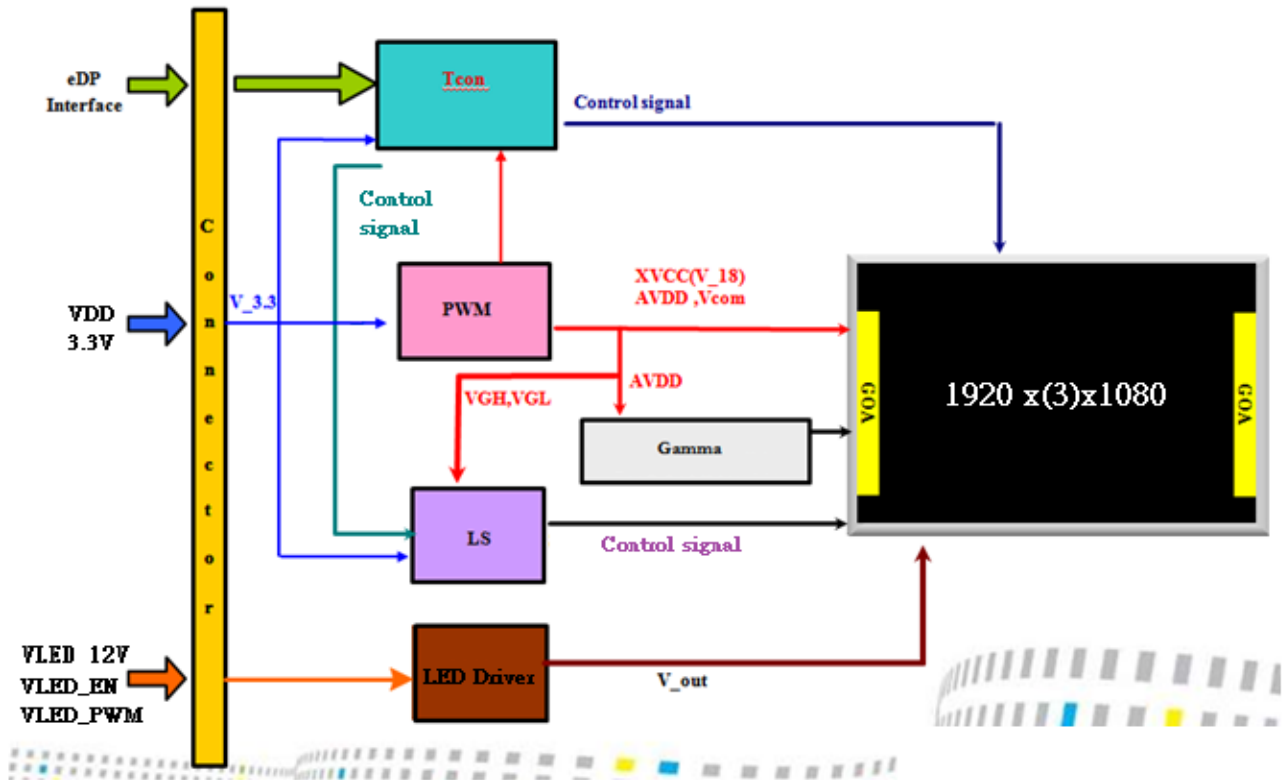 eDP
Interface
Tcon
Control signal
Control
signal
Connector
VDD
3.3V
V_3.3
PWM
XVCC(V_18)
AVDD ,Vcom
VGH,VGL
AVDD
Gamma
GOA
1920 x(3)x1080
GOA
LS
Control signal
VLED 12V
VLED_EN
VLED_PWM
LED Driver
V_out